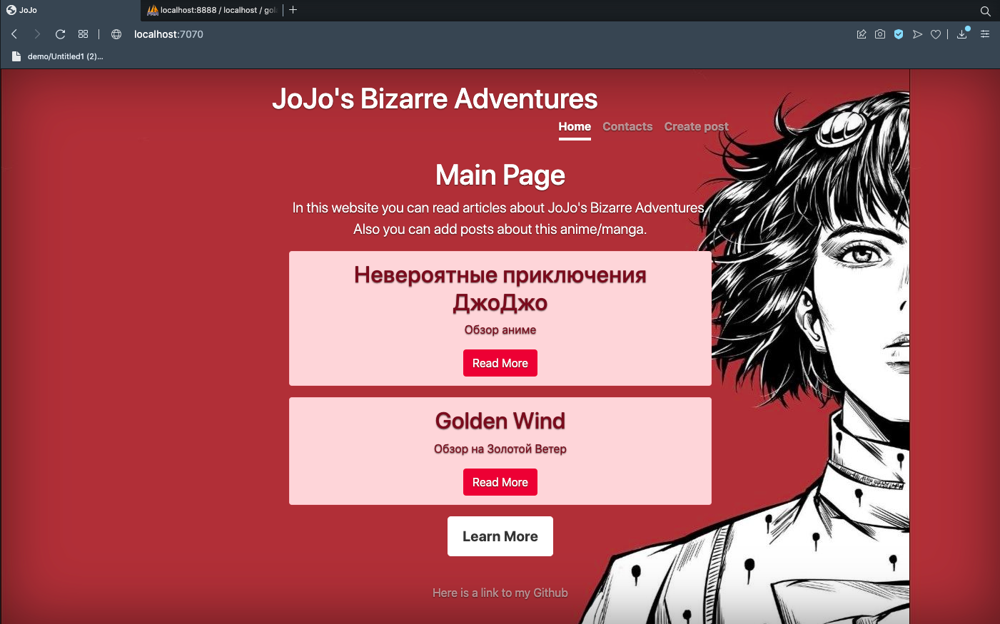 JoJo
localhost:8888 / localhost / gol
localhost:7070
demo/Untitled1 (2)...
JoJo's Bizarre Adventures
Home Contacts Create post
Main Page
In this website you can read articles about JoJo's Bizarre Adventures.
Also you can add posts about this anime/manga.
Невероятные приключения
ДжоДжо
Обзор аниме
Read More
Golden Wind
Обзор на Золотой Ветер
Read More
Learn More
Here is a link to my Github